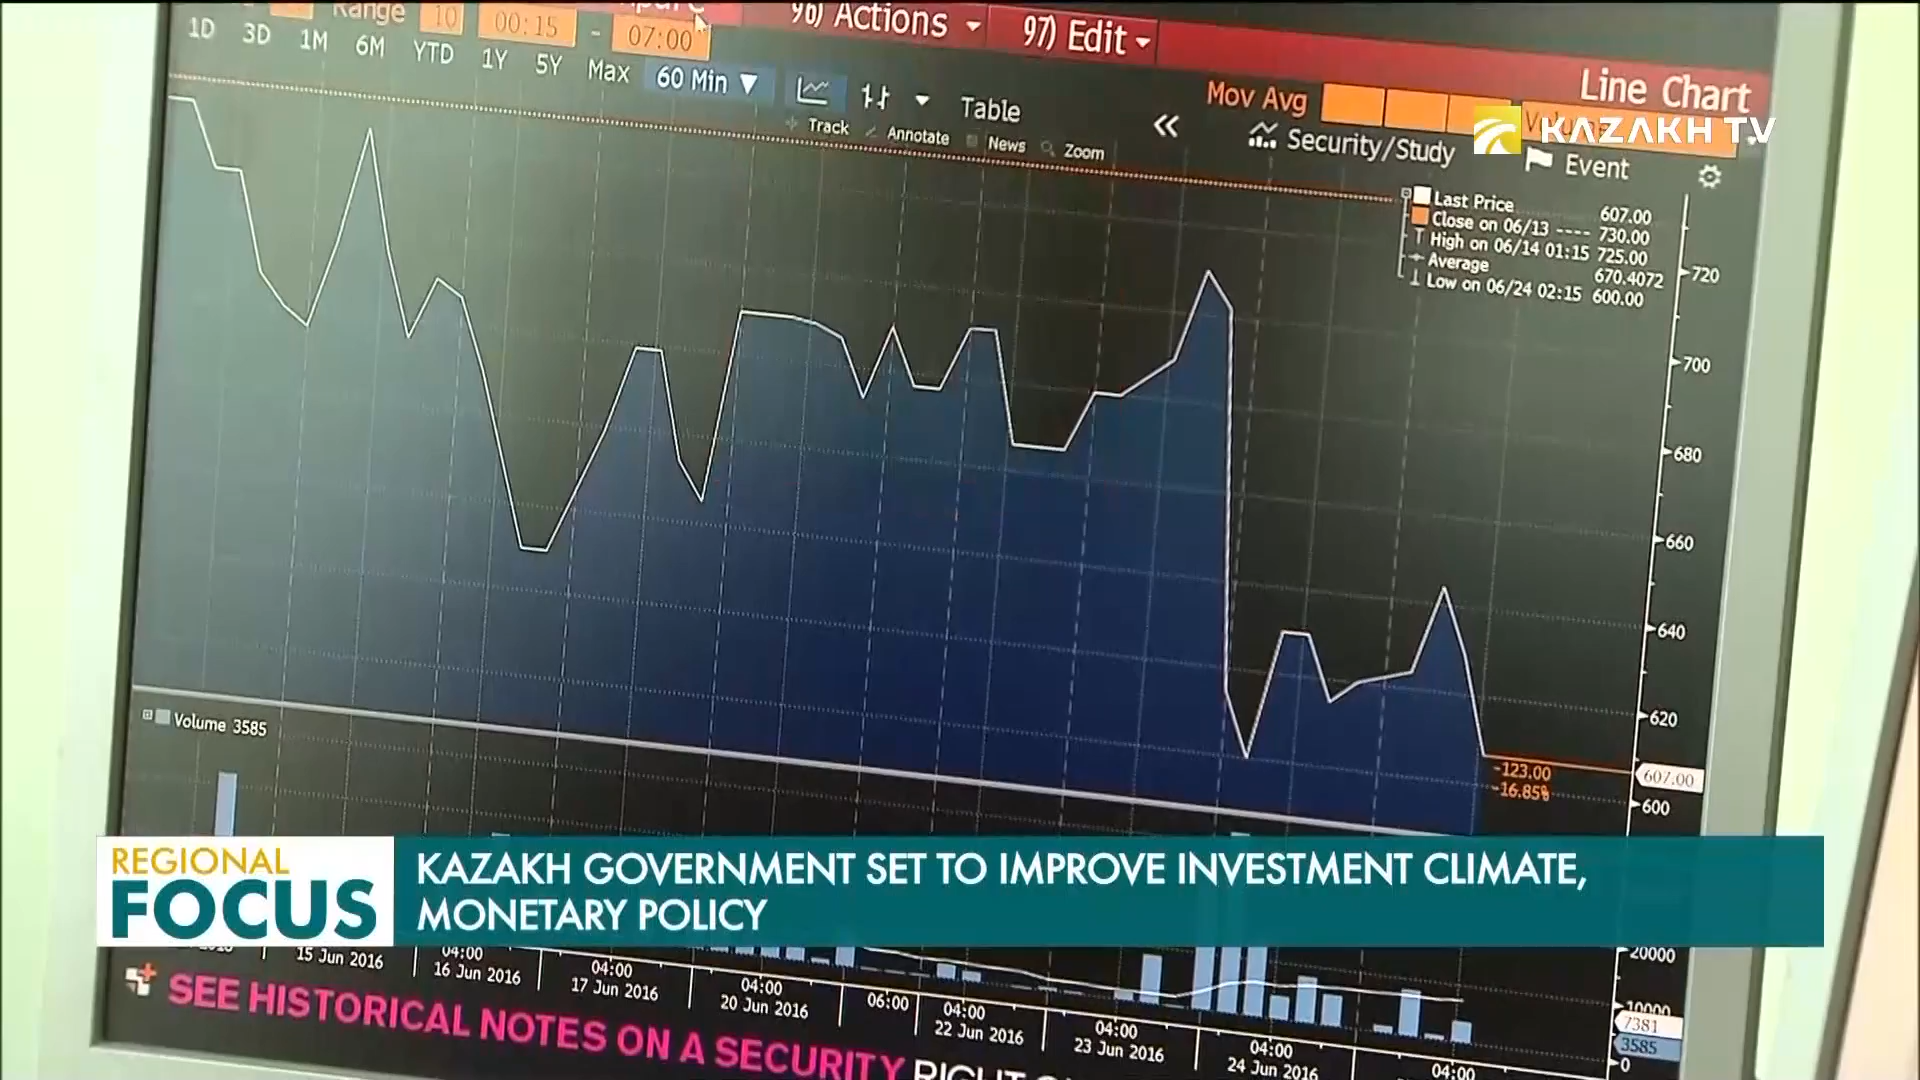 Range 10 00:15 - 07:00
96) Actions
97) Edit
Line Chart
1D 3D 1M 6M YTD 1Y 5Y Max 60 Min
Table
Mov Avg
KAZAKH TV
Track Annotate News Zoom
Security/Study
Event
Last Price 607.00
Close on 06/13 ---- 730.00
High on 06/14 01:15 725.00
Average 670.4072
Low on 06/24 02:15 600.00
720
700
680
660
640
620
-123.00
-16.85%
607.00
600
Volume 3585
REGIONAL
FOCUS
KAZAKH GOVERNMENT SET TO IMPROVE INVESTMENT CLIMATE,
MONETARY POLICY
20000
10000
7381
3585
0
15 Jun 2016
04:00
16 Jun 2016
04:00
17 Jun 2016
04:00
20 Jun 2016
06:00
04:00
22 Jun 2016
04:00
23 Jun 2016
04:00
24 Jun 2016
04:00
SEE HISTORICAL NOTES ON A SECURITY RIGHT